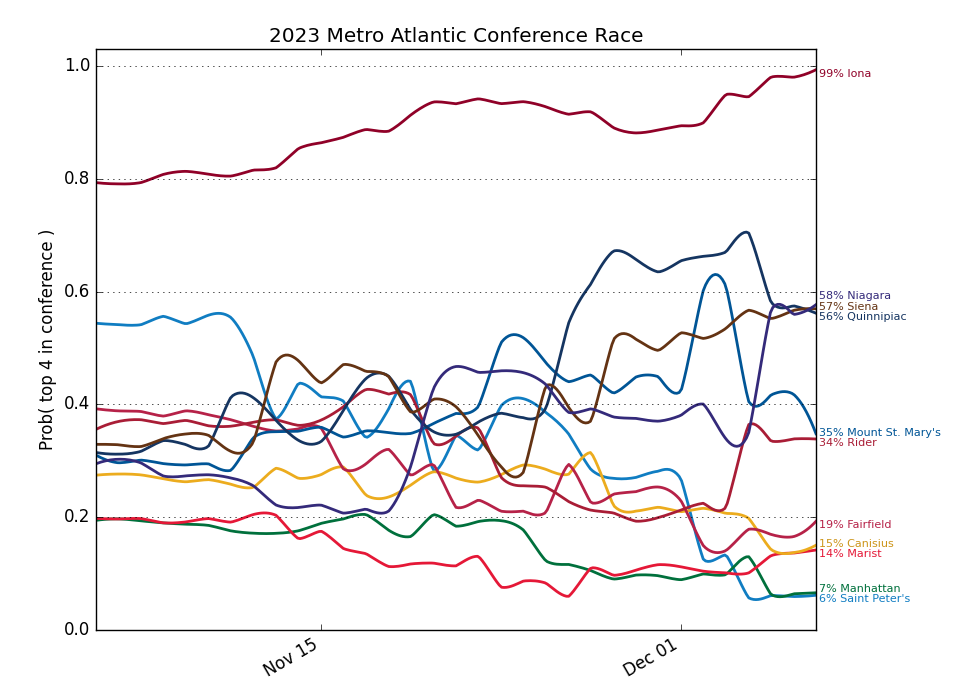 2023 Metro Atlantic Conference Race
Prob( top 4 in conference )
1.0
0.8
0.6
0.4
0.2
0.0
Nov 15
Dec 01
99% Iona
58% Niagara
57% Siena
56% Quinnipiac
35% Mount St. Mary's
34% Rider
19% Fairfield
15% Canisius
14% Marist
7% Manhattan
6% Saint Peter's